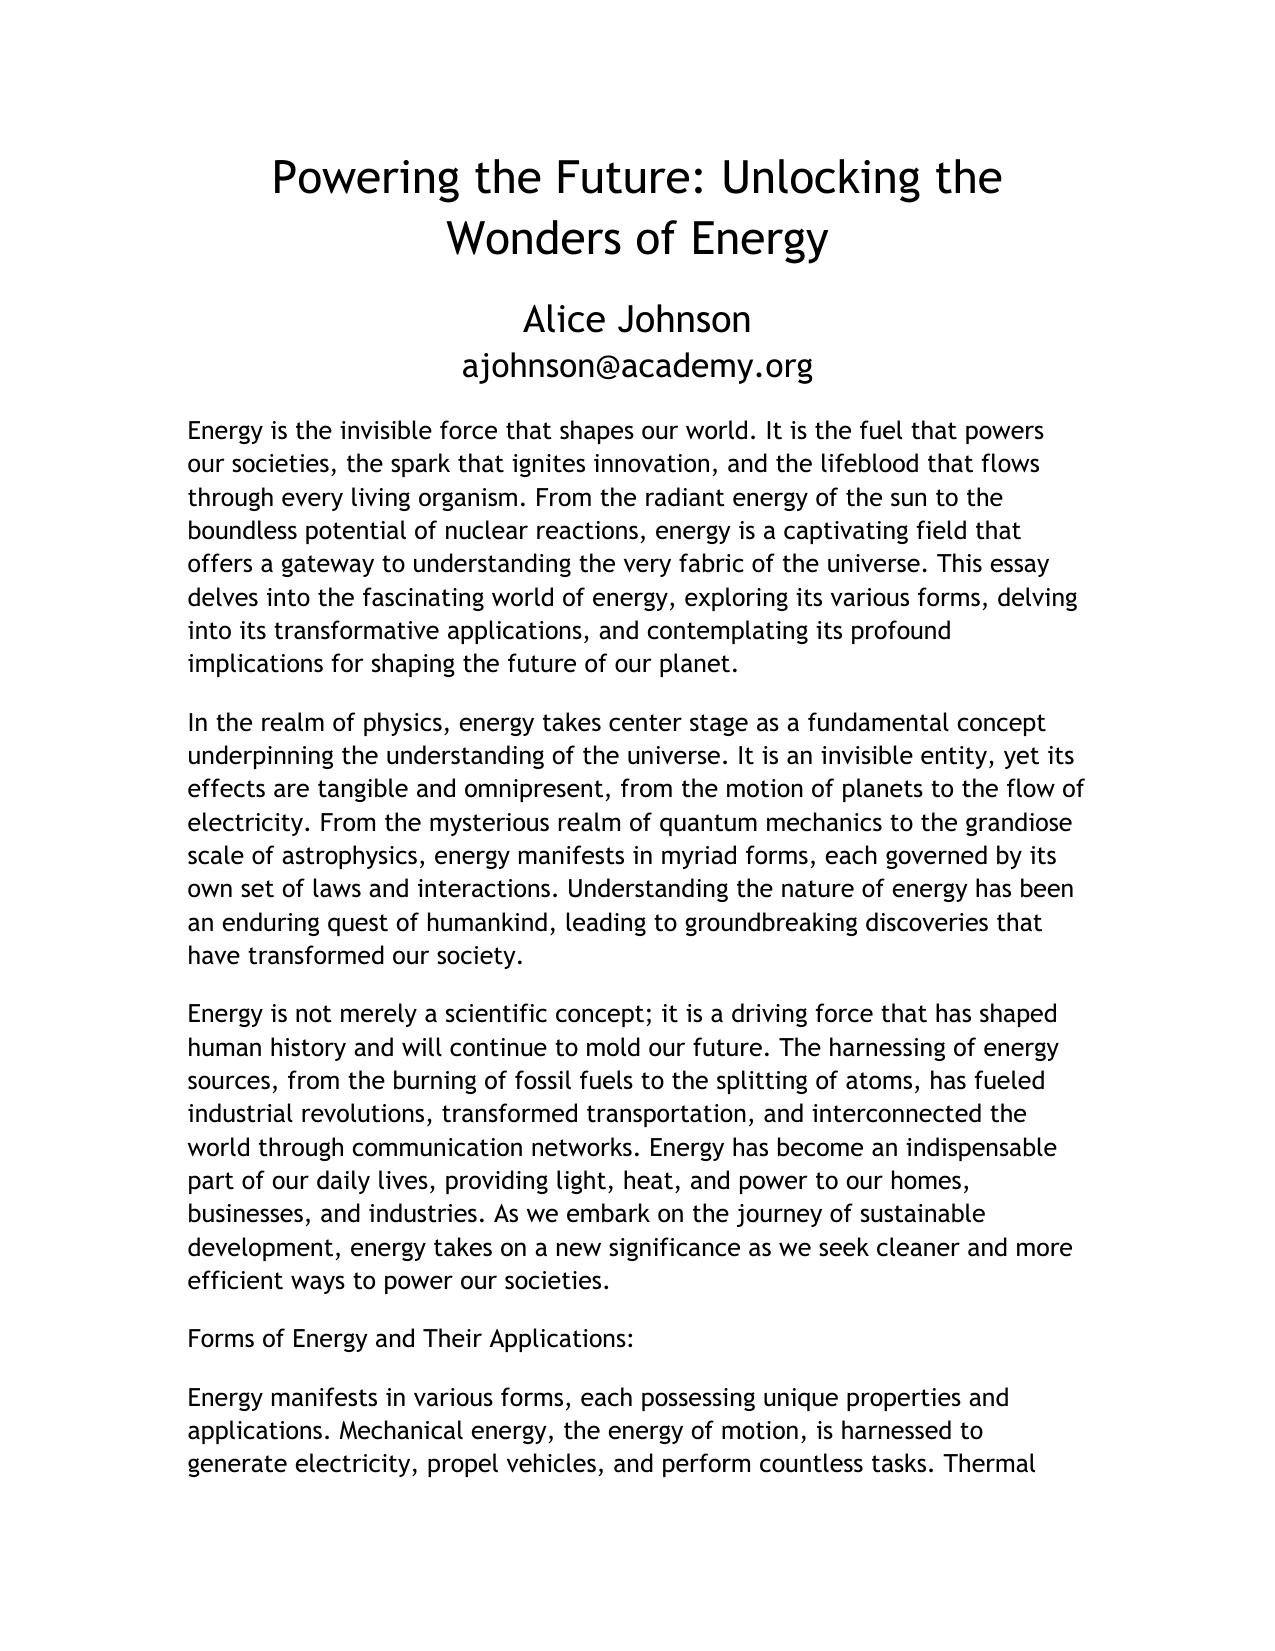 Powering the Future: Unlocking the
Wonders of Energy
Alice Johnson
ajohnson@academy.org
Energy is the invisible force that shapes our world. It is the fuel that powers
our societies, the spark that ignites innovation, and the lifeblood that flows
through every living organism. From the radiant energy of the sun to the
boundless potential of nuclear reactions, energy is a captivating field that
offers a gateway to understanding the very fabric of the universe. This essay
delves into the fascinating world of energy, exploring its various forms, delving
into its transformative applications, and contemplating its profound
implications for shaping the future of our planet.
In the realm of physics, energy takes center stage as a fundamental concept
underpinning the understanding of the universe. It is an invisible entity, yet its
effects are tangible and omnipresent, from the motion of planets to the flow of
electricity. From the mysterious realm of quantum mechanics to the grandiose
scale of astrophysics, energy manifests in myriad forms, each governed by its
own set of laws and interactions. Understanding the nature of energy has been
an enduring quest of humankind, leading to groundbreaking discoveries that
have transformed our society.
Energy is not merely a scientific concept; it is a driving force that has shaped
human history and will continue to mold our future. The harnessing of energy
sources, from the burning of fossil fuels to the splitting of atoms, has fueled
industrial revolutions, transformed transportation, and interconnected the
world through communication networks. Energy has become an indispensable
part of our daily lives, providing light, heat, and power to our homes,
businesses, and industries. As we embark on the journey of sustainable
development, energy takes on a new significance as we seek cleaner and more
efficient ways to power our societies.
Forms of Energy and Their Applications:
Energy manifests in various forms, each possessing unique properties and
applications. Mechanical energy, the energy of motion, is harnessed to
generate electricity, propel vehicles, and perform countless tasks. Thermal